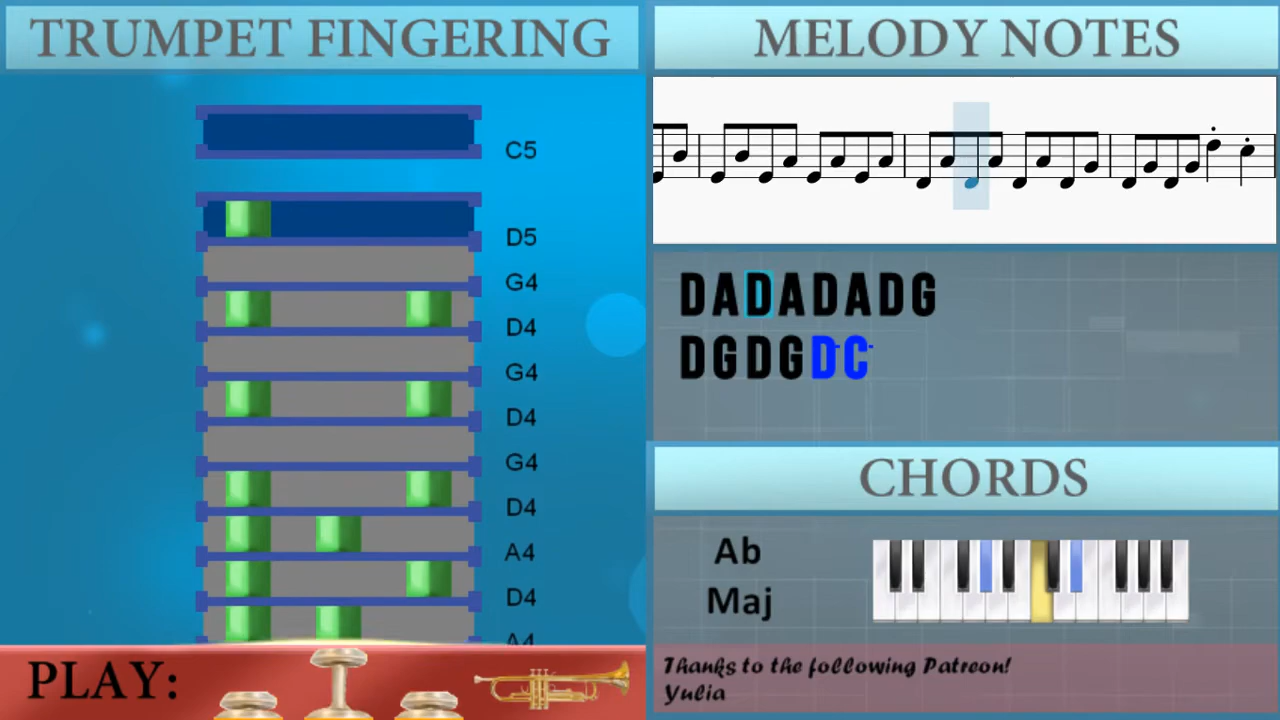 TRUMPET FINGERING
C5
D5
G4
D4
G4
D4
G4
D4
A4
D4
A4
PLAY:
MELODY NOTES
DADADADG
DGDGDC
CHORDS
Ab
Maj
Thanks to the following Patreon!
Yulia